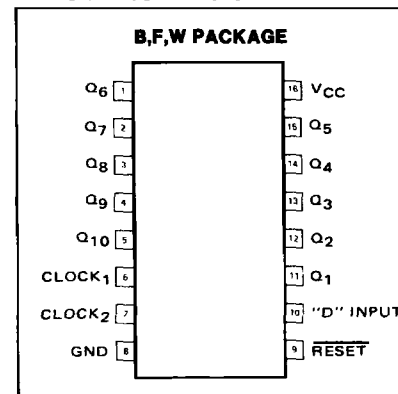 B,F,W PACKAGE
Q6 1
Q7 2
Q8 3
Q9 4
Q10 5
CLOCK1 6
CLOCK2 7
GND 8
16 VCC
15 Q5
14 Q4
13 Q3
12 Q2
11 Q1
10 "D" INPUT
9 RESET